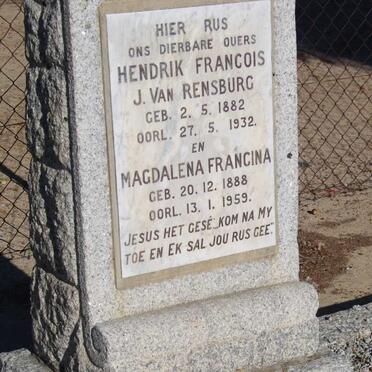 HIER RUS
ONS DIERBARE OUERS
HENDRIK FRANCOIS
J. VAN RENSBURG
GEB. 2. 5. 1882
OORL. 27. 5. 1932.
EN
MAGDALENA FRANCINA
GEB. 20. 12. 1888
OORL. 13. 1. 1959.
JESUS HET GESÊ „KOM NA MY
TOE EN EK SAL JOU RUS GEE.”